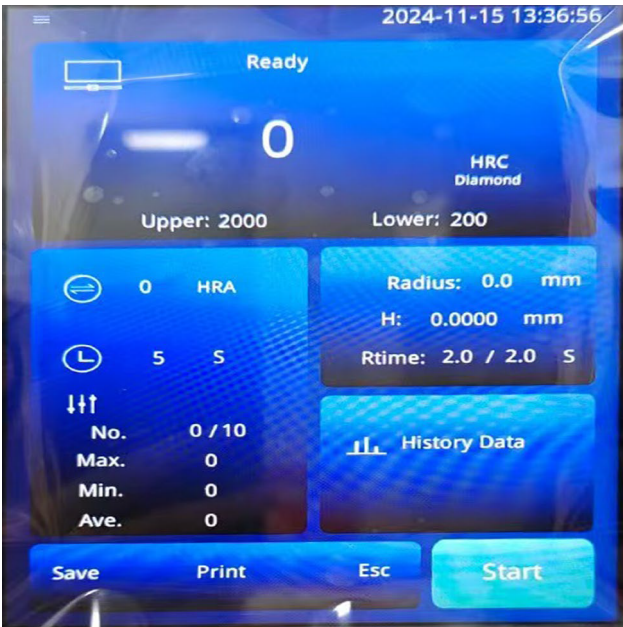 2024-11-15 13:36:56
Ready
0
HRC
Diamond
Upper: 2000 Lower: 200
0 HRA
5 S
No. 0 / 10
Max. 0
Min. 0
Ave. 0
Radius: 0.0 mm
H: 0.0000 mm
Rtime: 2.0 / 2.0 S
History Data
Save Print Esc Start